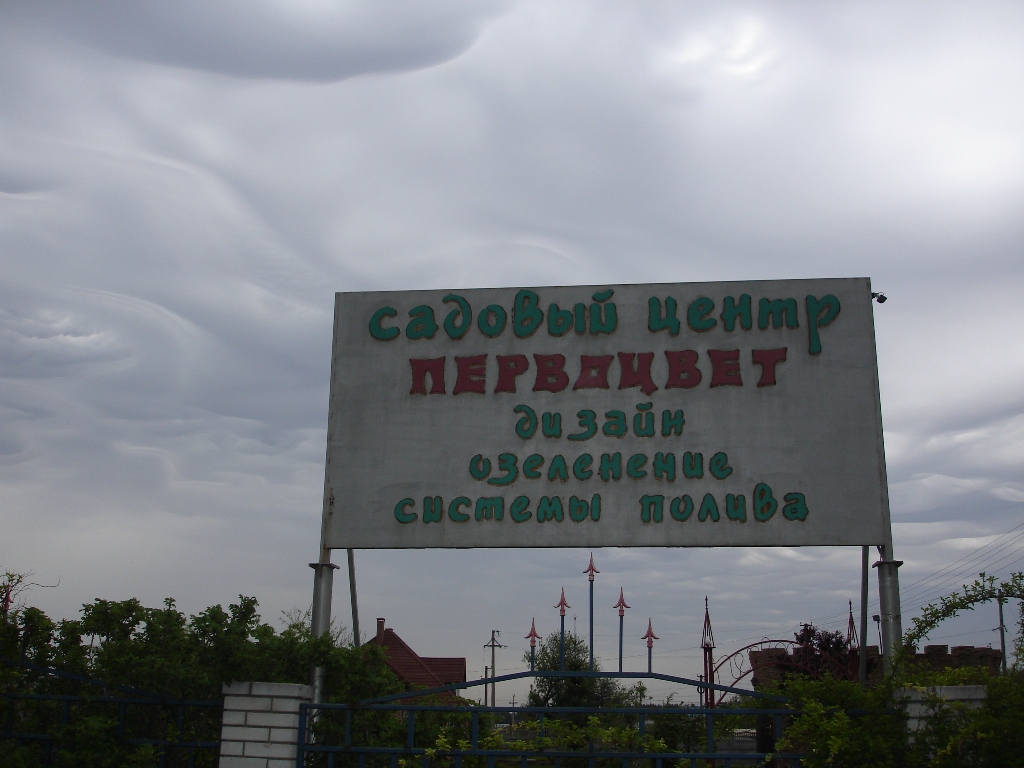 садовый центр
ПЕРВОЦВЕТ
дизайн
озеленение
системы полива